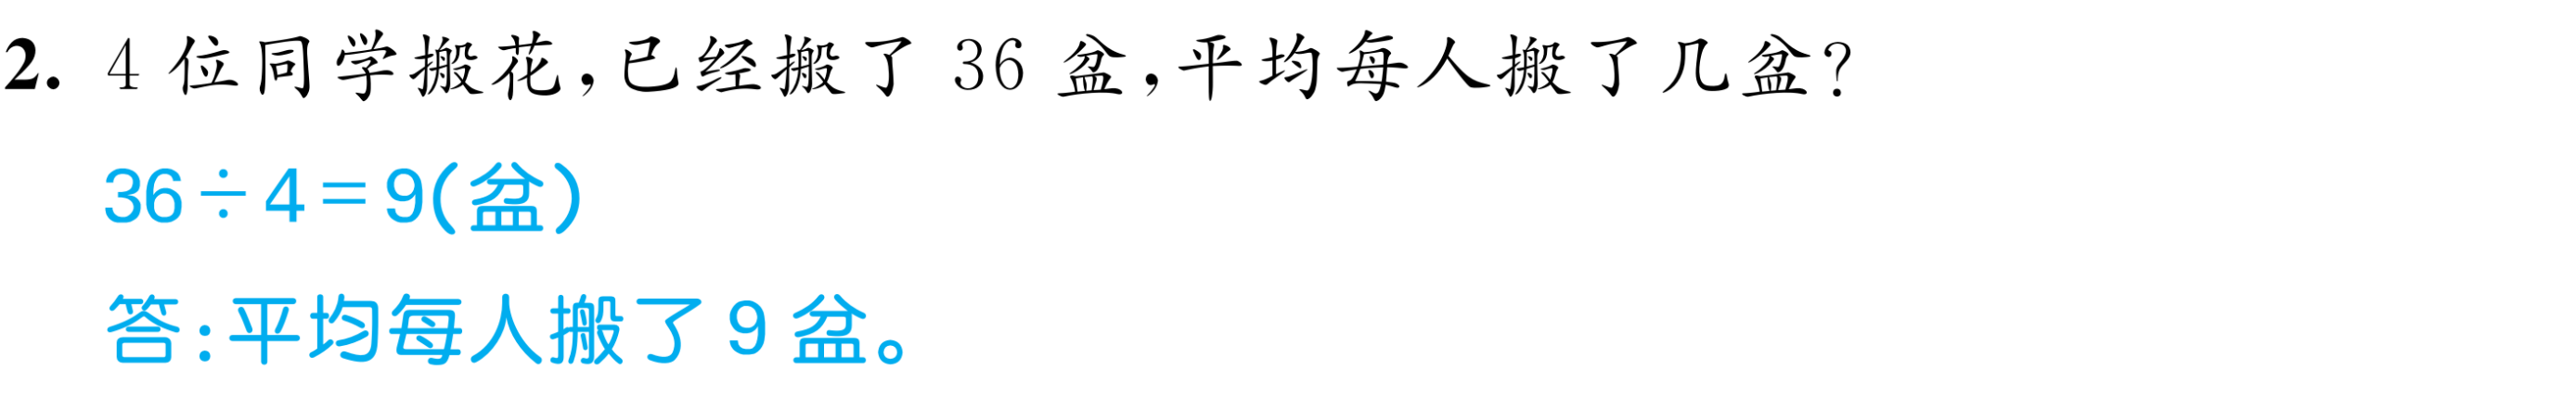 2. 4 位同学搬花,已经搬了 36 盆,平均每人搬了几盆?
36÷4=9(盆)
答:平均每人搬了 9 盆。